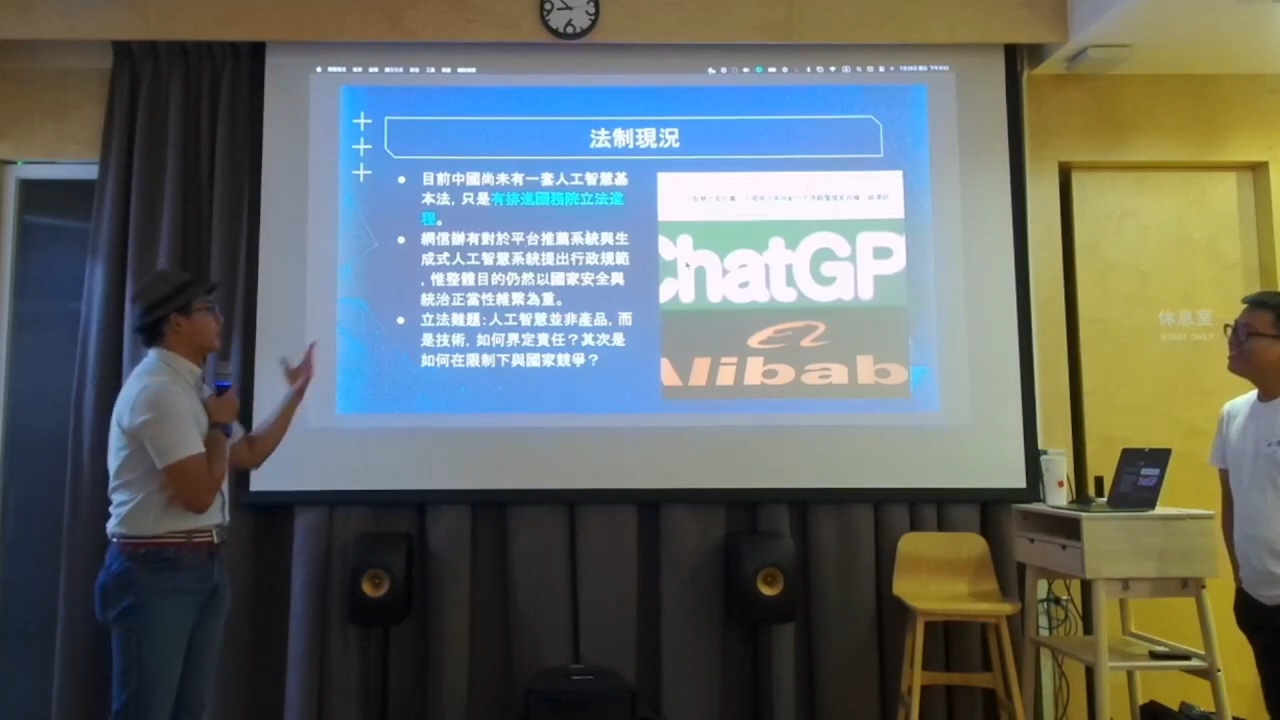 法制現況
目前中國尚未有一套人工智慧基
本法，只是有排進國務院立法進
程。
網信辦有對於平台推薦系統與生
成式人工智慧系統提出行政規範
，惟整體目的仍然以國家安全與
統治正當性維繫為重。
立法難題：人工智慧並非產品，而
是技術，如何界定責任？其次是
如何在限制下與國家競爭？
ChatGP
Alibab
休息室
STAFF ONLY